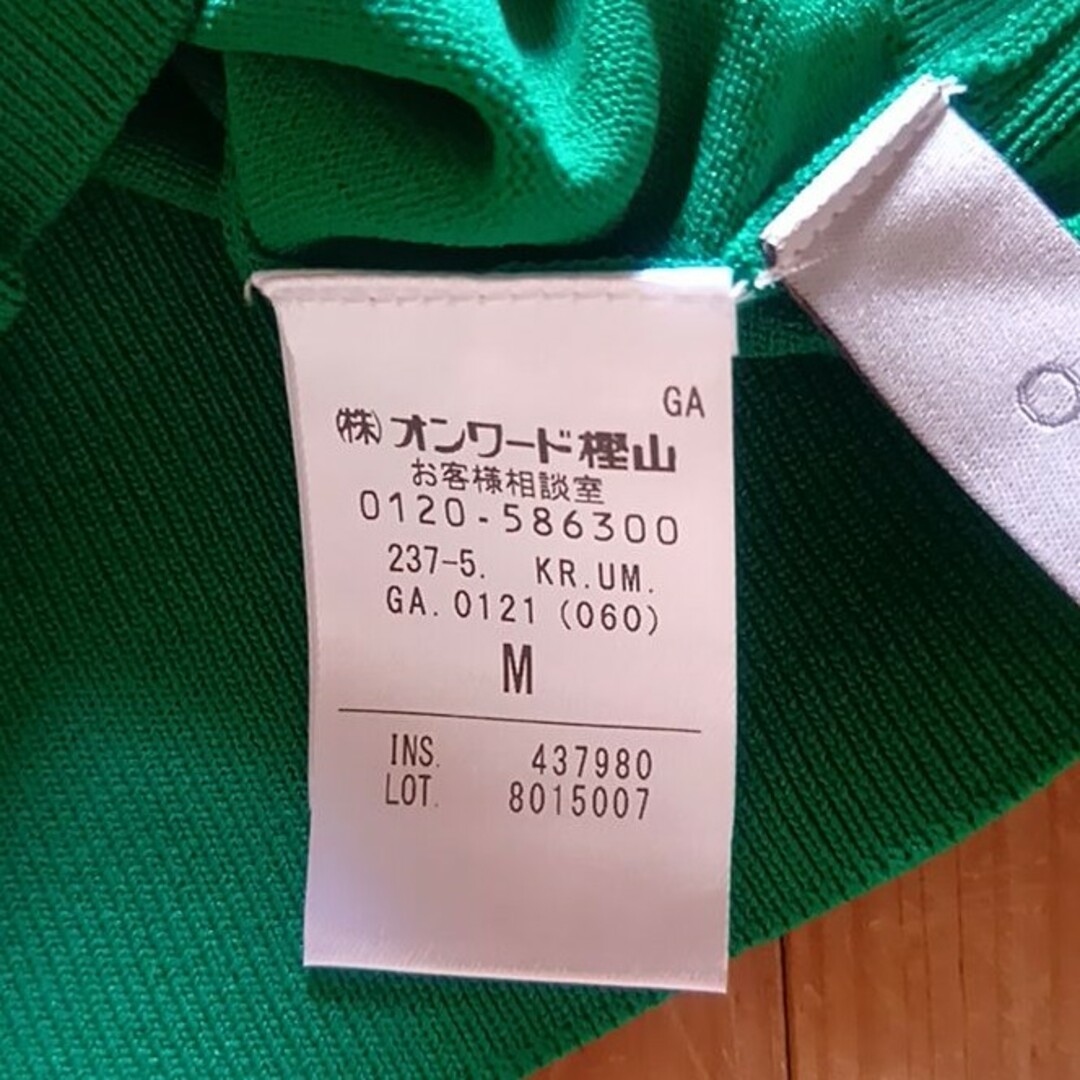 GA
㈱オンワード樫山
お客様相談室
0120-586300
237-5. KR.UM.
GA.0121 (060)
M
INS. 437980
LOT. 8015007